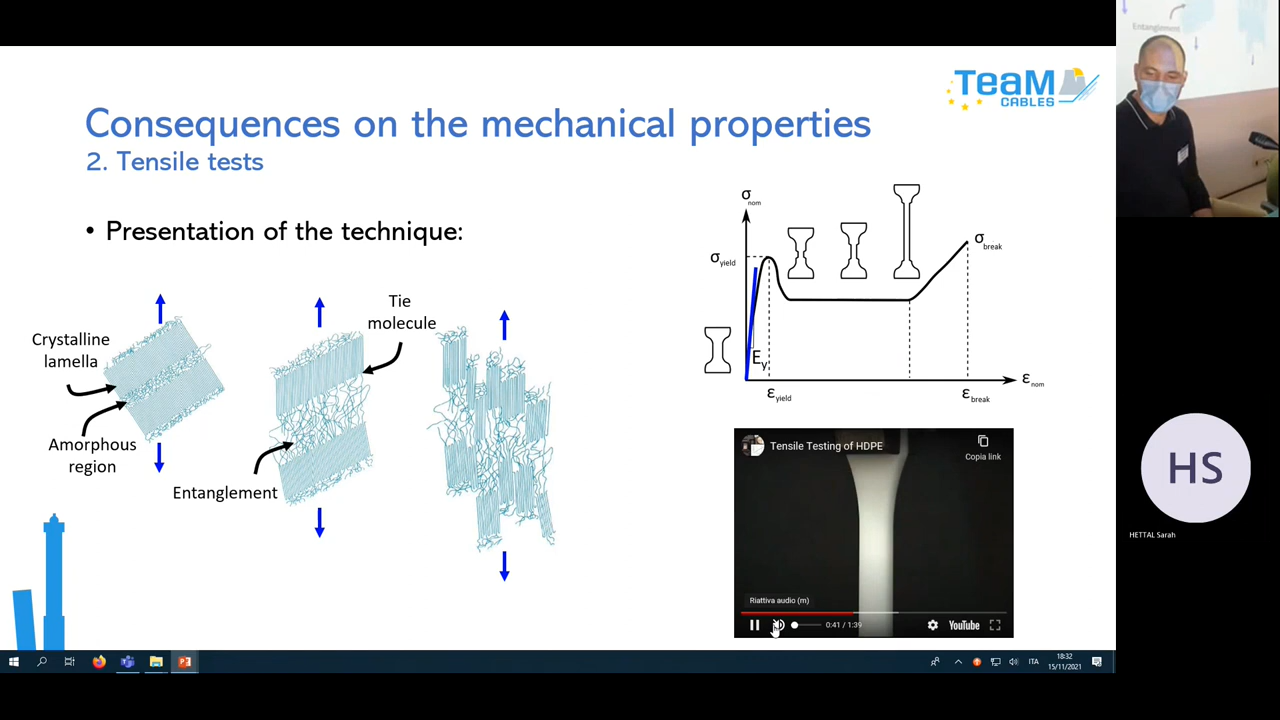 TeaM
CABLES
Consequences on the mechanical properties
2. Tensile tests
• Presentation of the technique:
Crystalline
lamella
Amorphous
region
Entanglement
Tie
molecule
σnom
σyield
σbreak
Ey
εnom
εyield
εbreak
Tensile Testing of HDPE
Copia link
Riattiva audio (m)
0:41 / 1:39
YouTube
ITA
18:32
15/11/2021
Entanglement
HS
HETTAL Sarah